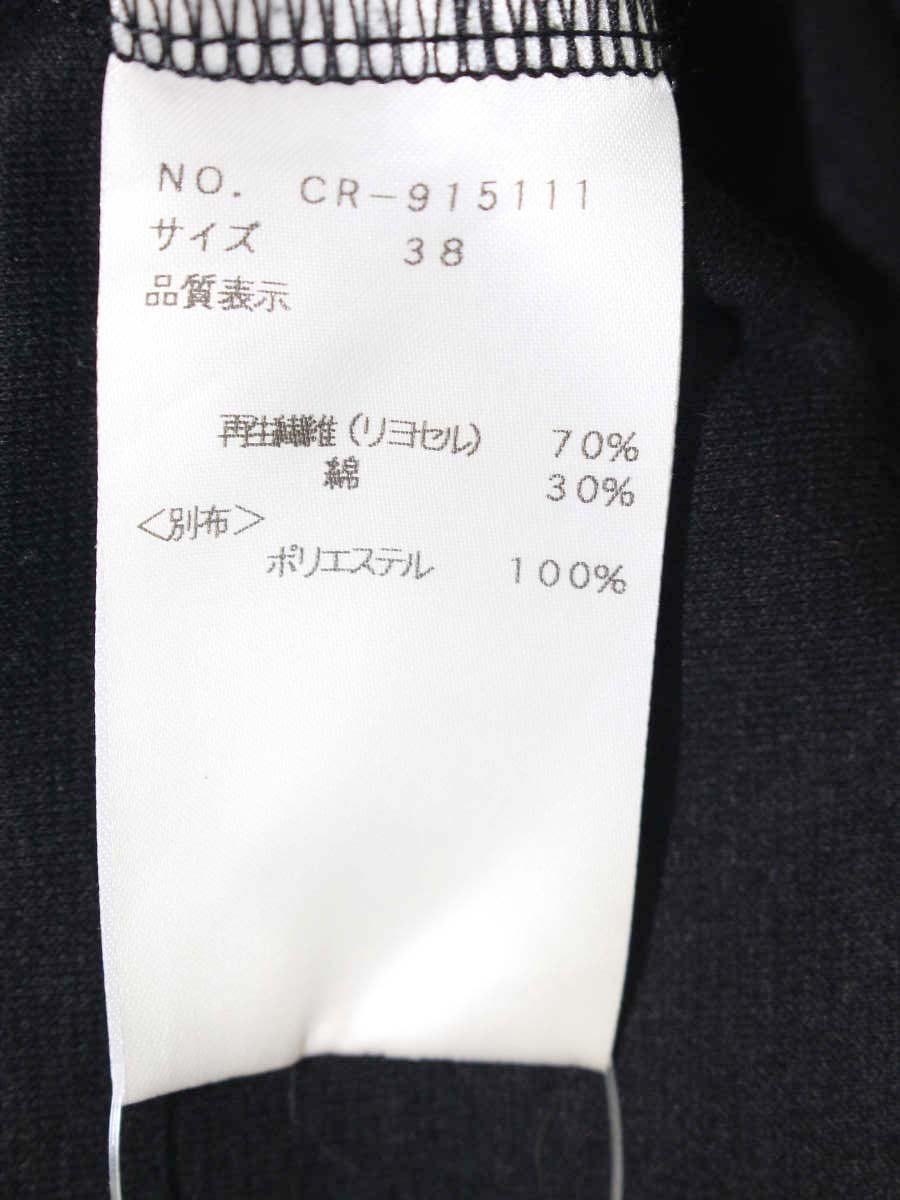 NO. CR-915111
サイズ 38
品質表示
再生繊維(リヨセル) 70%
綿 30%
<別布>
ポリエステル 100%